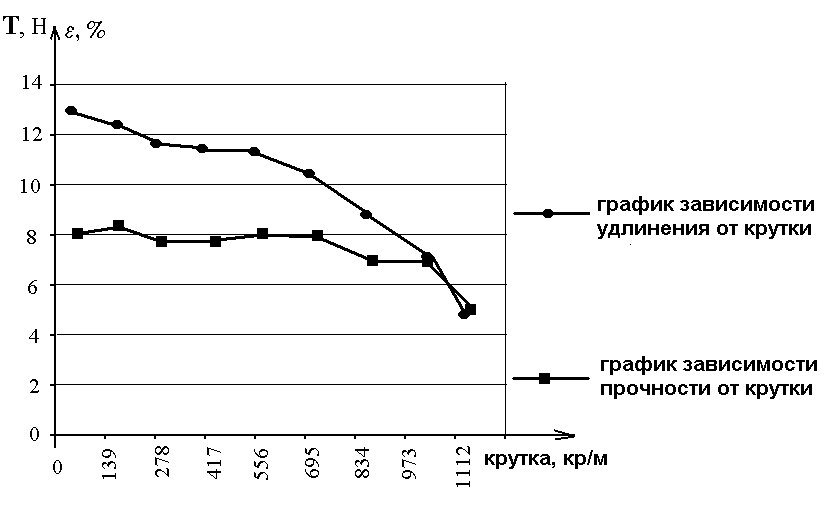 T, Н ε, %
14
12
10
8
6
4
2
0
0 139 278 417 556 695 834 973 1112 крутка, кр/м
график зависимости
удлинения от крутки
график зависимости
прочности от крутки